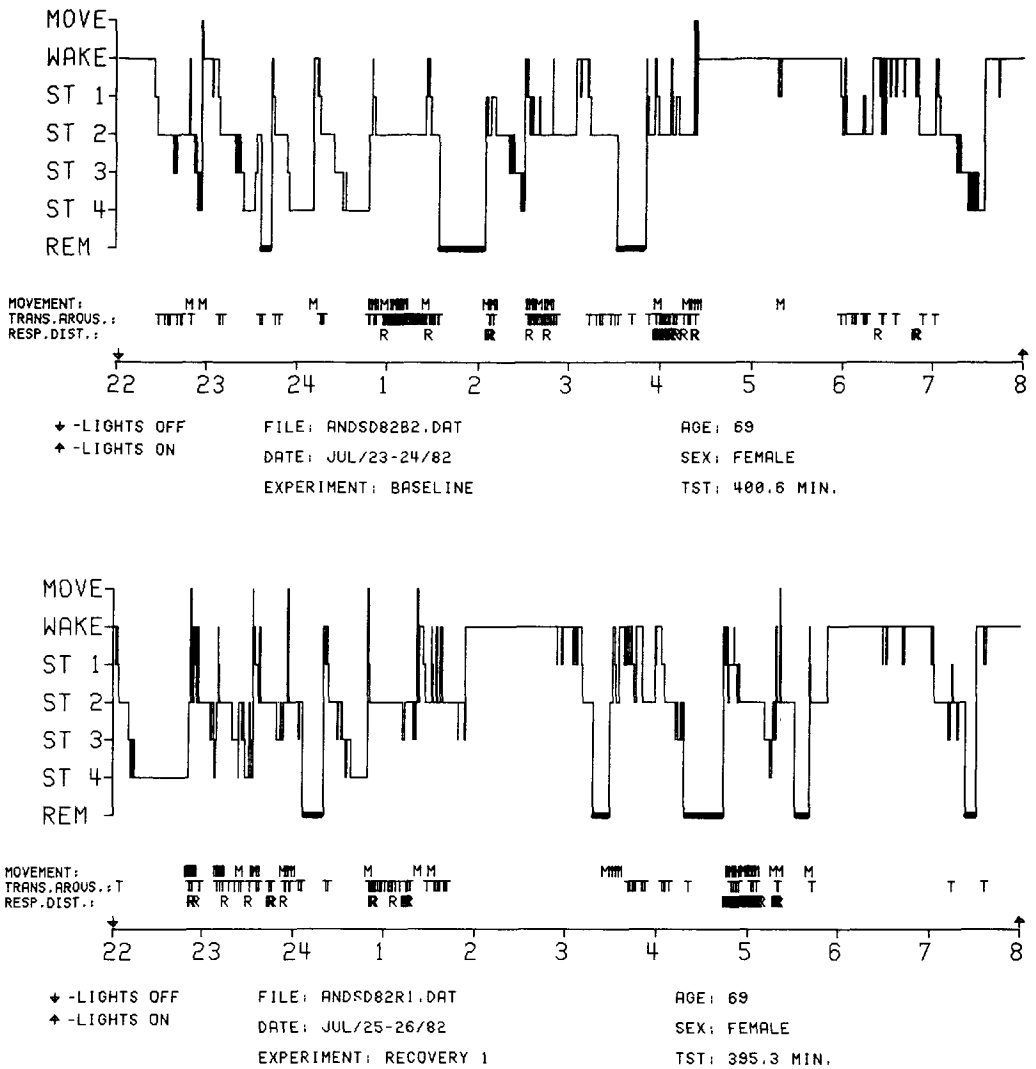 MOVE
WAKE
ST 1
ST 2
ST 3
ST 4
REM
MOVEMENT: M M M M M M M M M M M M
TRANS.AROUS.:
RESP.DIST.: R R R R R R R R R R
22 23 24 1 2 3 4 5 6 7 8
-LIGHTS OFF FILE: ANDSD82B2.DAT AGE: 69
-LIGHTS ON DATE: JUL/23-24/82 SEX: FEMALE
EXPERIMENT: BASELINE TST: 400.6 MIN.
MOVE
WAKE
ST 1
ST 2
ST 3
ST 4
REM
MOVEMENT:
TRANS.AROUS.:
RESP.DIST.:
22 23 24 1 2 3 4 5 6 7 8
-LIGHTS OFF FILE: ANDSD82R1.DAT AGE: 69
-LIGHTS ON DATE: JUL/25-26/82 SEX: FEMALE
EXPERIMENT: RECOVERY 1 TST: 395.3 MIN.